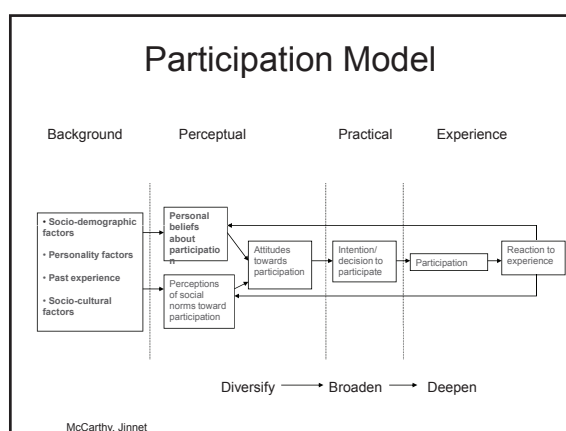 Participation Model
Background
Perceptual
Practical
Experience
• Socio-demographic
factors
• Personality factors
• Past experience
• Socio-cultural
factors
Personal
beliefs
about
participatio
n
Perceptions
of social
norms toward
participation
Attitudes
towards
participation
Intention/
decision to
participate
Participation
Reaction to
experience
Diversify
Broaden
Deepen
McCarthy, Jinnet